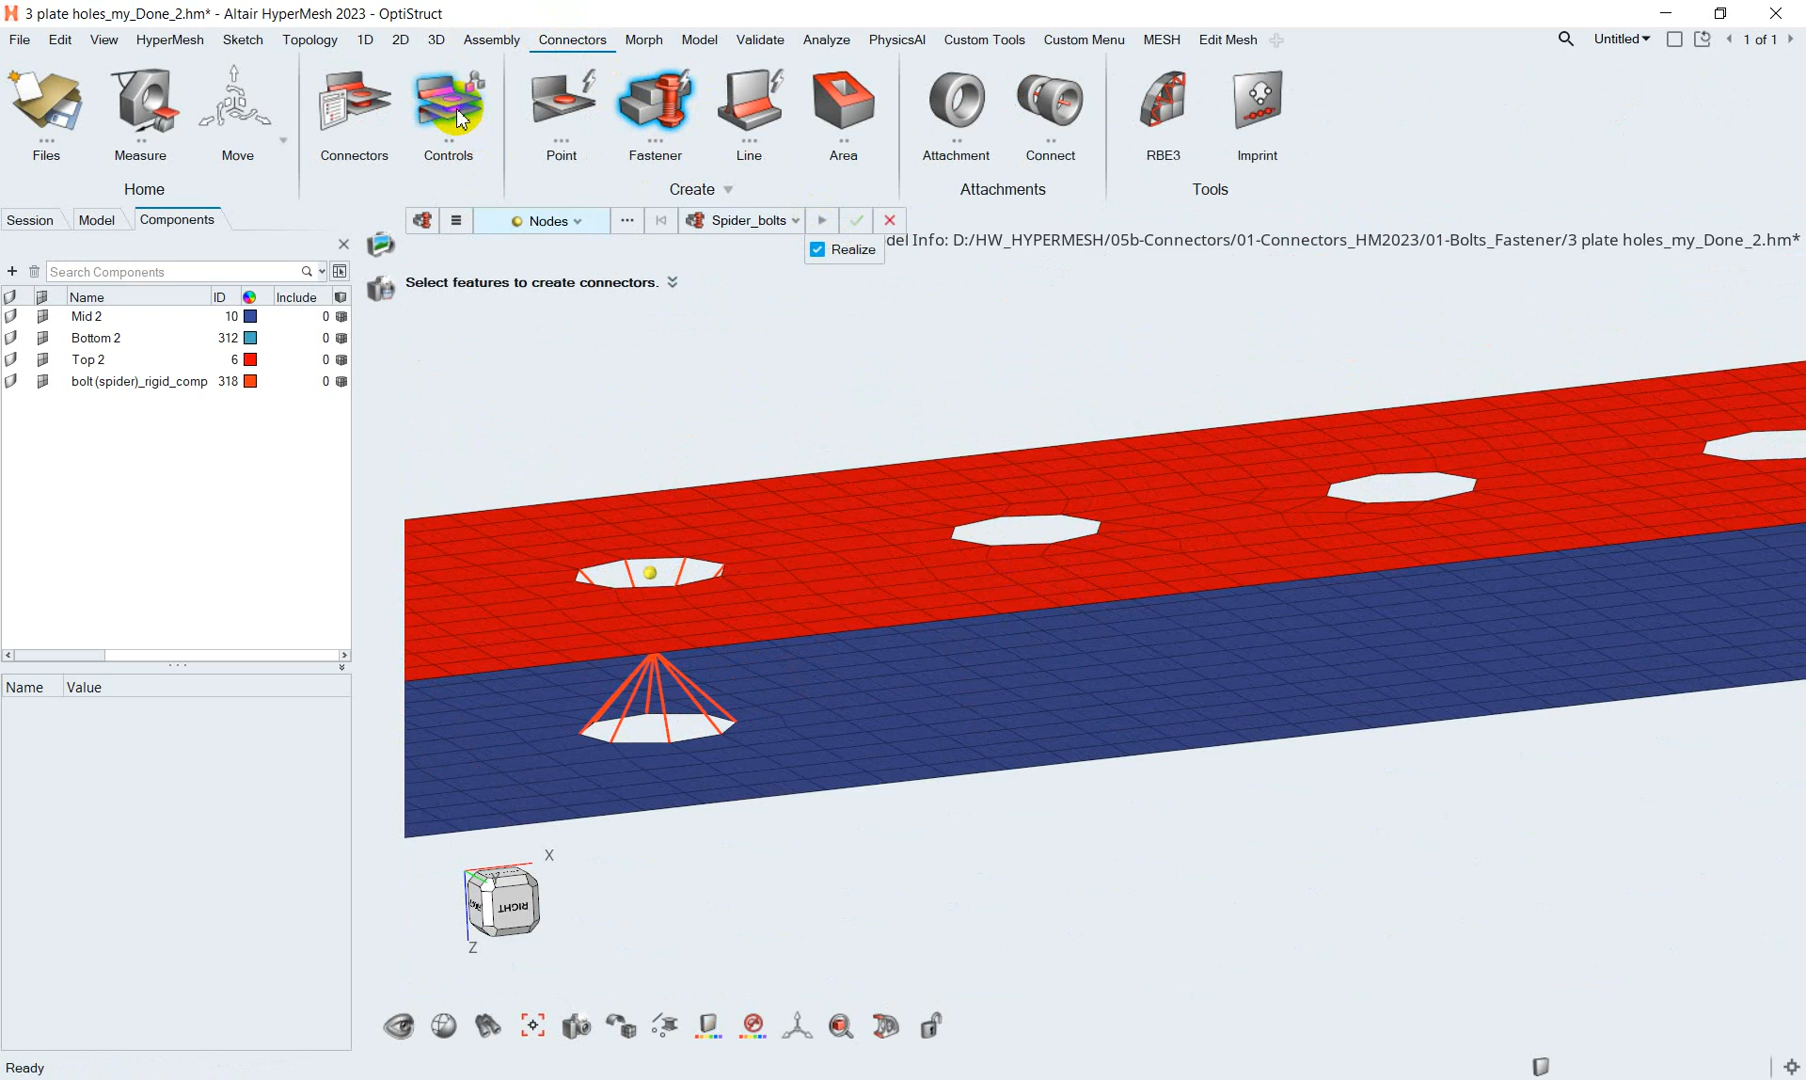 3 plate holes_my_Done_2.hm* - Altair HyperMesh 2023 - OptiStruct
File Edit View HyperMesh Sketch Topology 1D 2D 3D Assembly Connectors Morph Model Validate Analyze PhysicsAI Custom Tools Custom Menu MESH Edit Mesh Untitled 1 of 1
Files Measure Move Connectors Controls Point Fastener Line Area Attachment Connect RBE3 Imprint
Home Create Attachments Tools
Session Model Components
Nodes Spider_bolts
Realize
del Info: D:/HW_HYPERMESH/05b-Connectors/01-Connectors_HM2023/01-Bolts_Fastener/3 plate holes_my_Done_2.hm*
Search Components
Select features to create connectors.
Name ID Include
Mid 2 10 0
Bottom 2 312 0
Top 2 6 0
bolt (spider)_rigid_comp 318 0
Name Value
X
RIGHT
Z
Ready